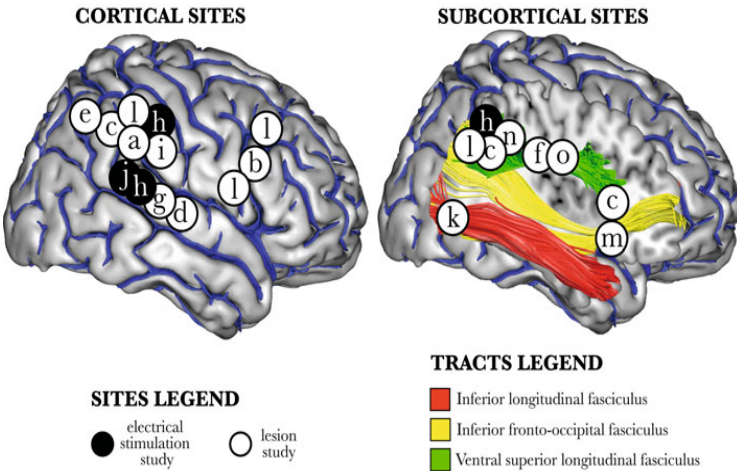 CORTICAL SITES
SUBCORTICAL SITES
e
c
l
a
h
i
j
h
g
d
l
b
l
h
l
c
n
f
o
c
k
m
TRACTS LEGEND
Inferior longitudinal fasciculus
Inferior fronto-occipital fasciculus
Ventral superior longitudinal fasciculus
SITES LEGEND
electrical
stimulation
study
lesion
study